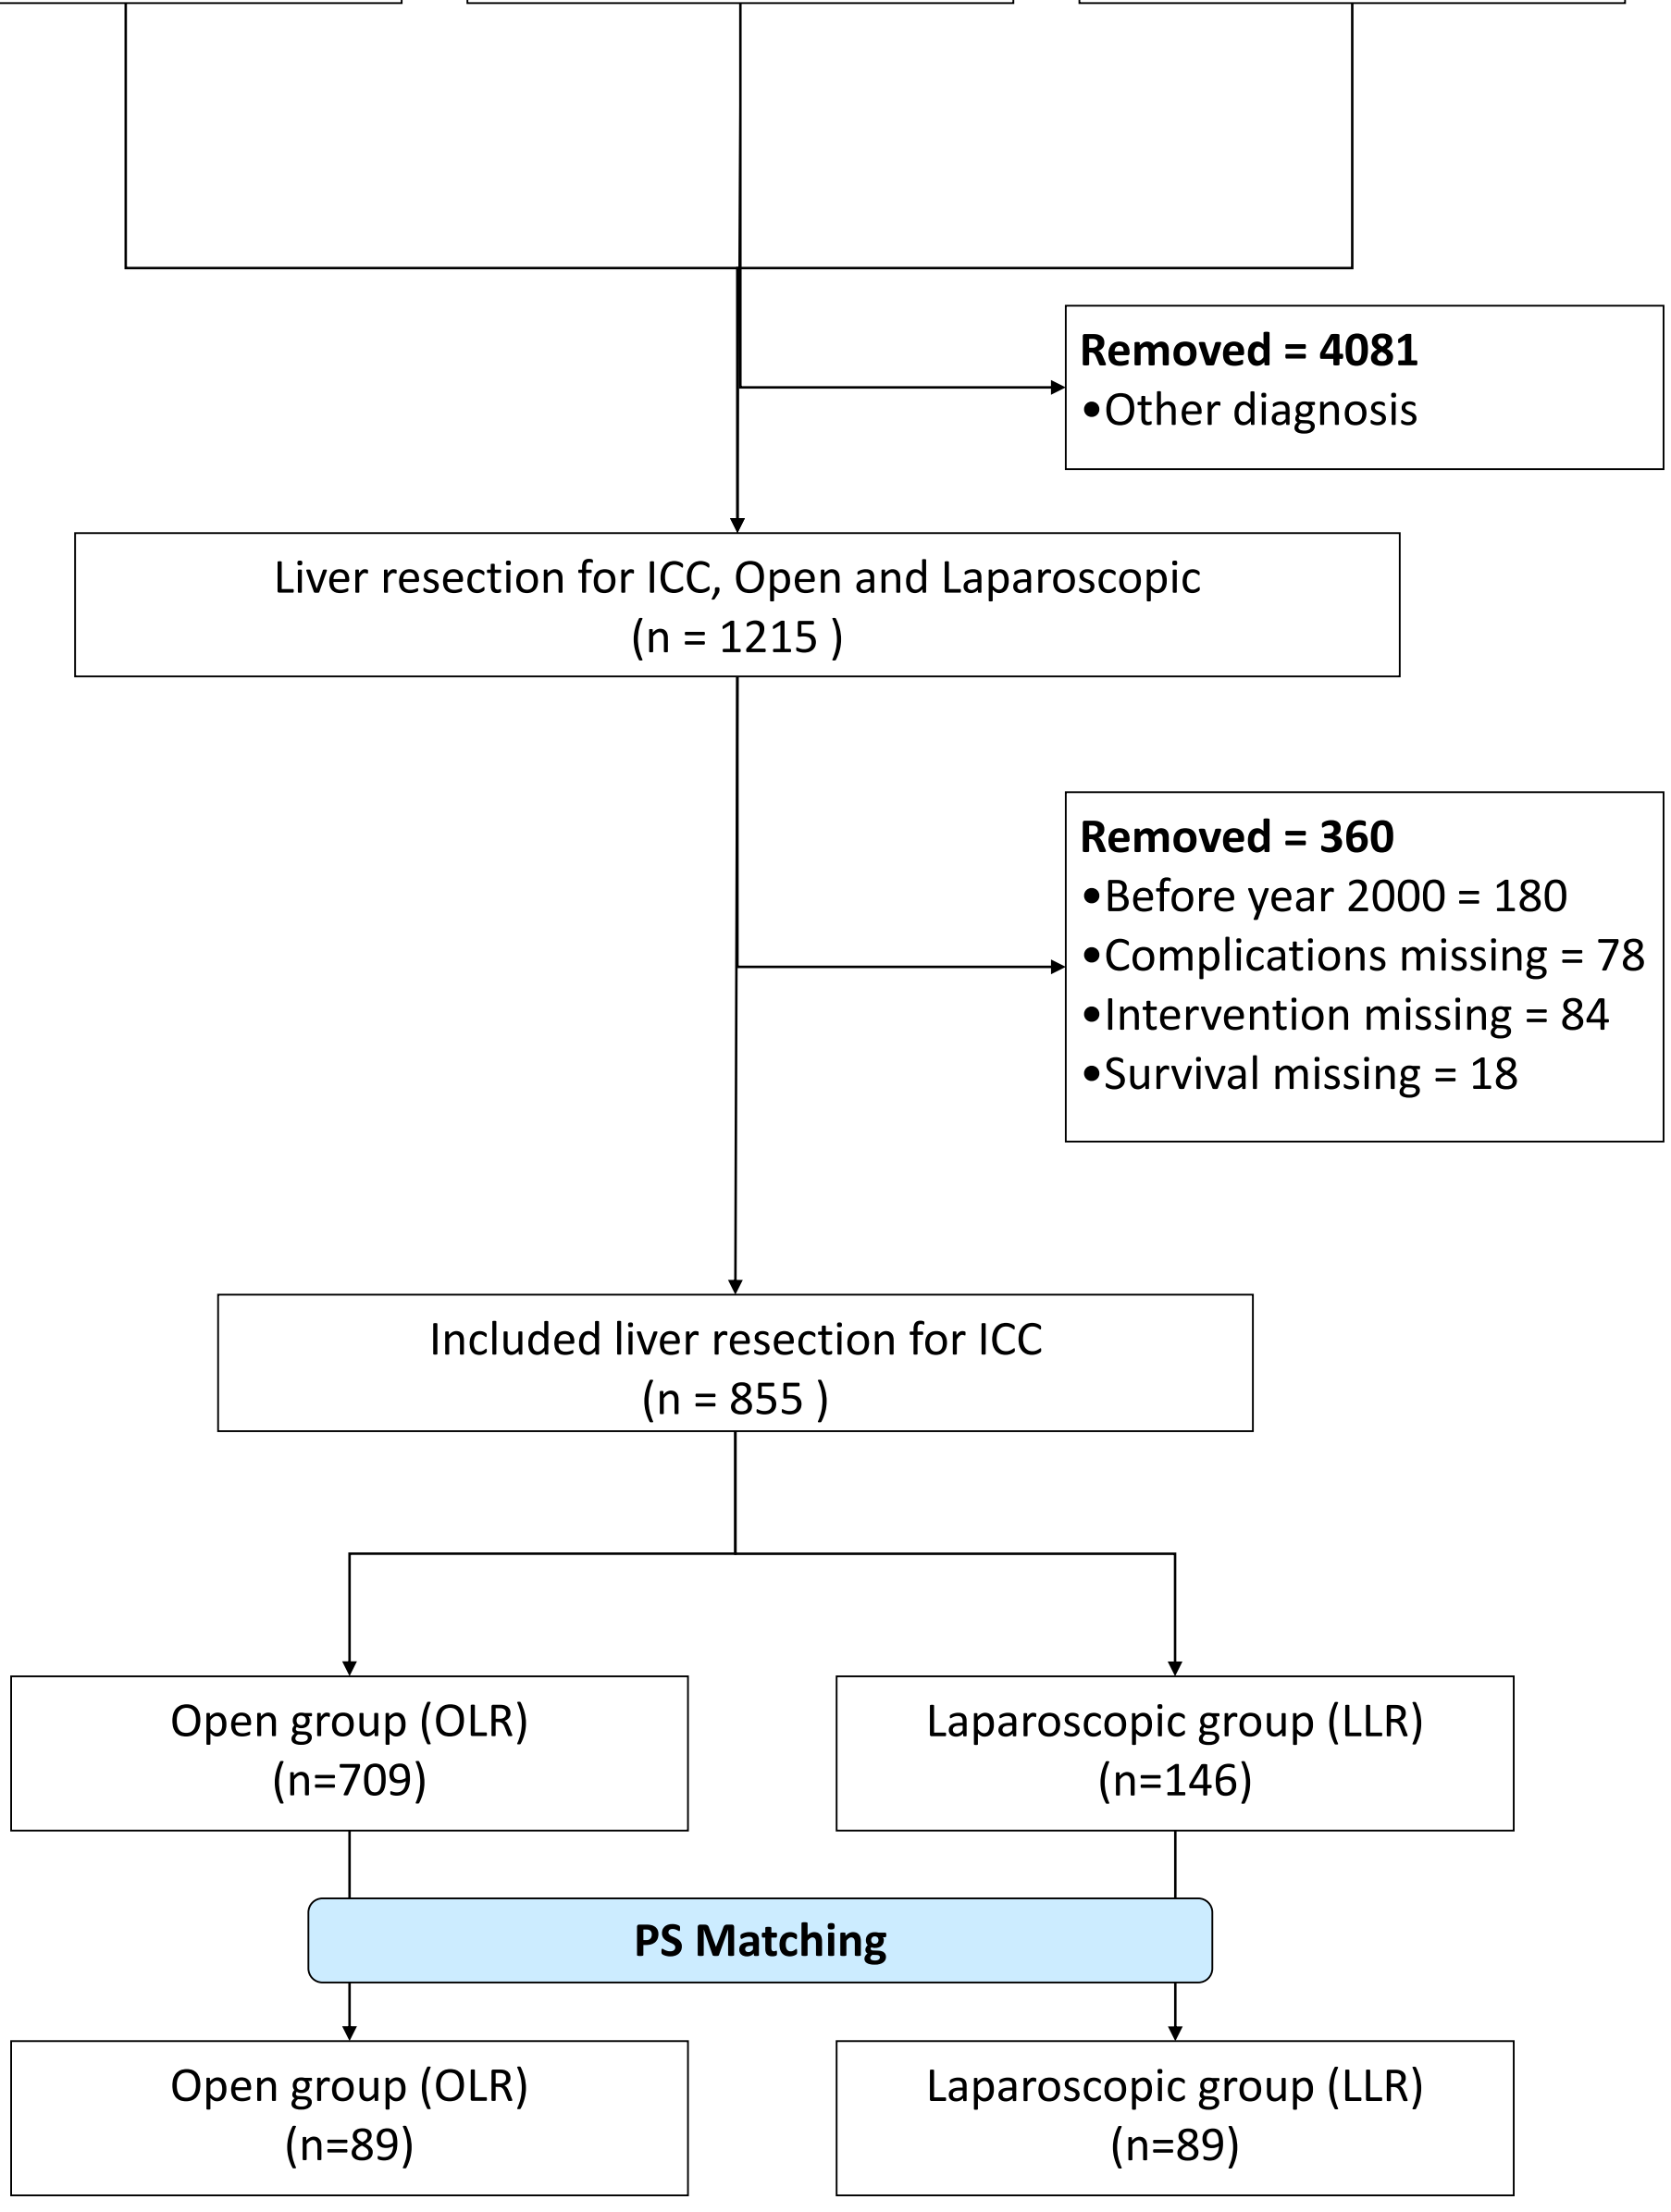 Removed = 4081
•Other diagnosis
Liver resection for ICC, Open and Laparoscopic
(n = 1215 )
Removed = 360
•Before year 2000 = 180
•Complications missing = 78
•Intervention missing = 84
•Survival missing = 18
Included liver resection for ICC
(n = 855 )
Open group (OLR)
(n=709)
Laparoscopic group (LLR)
(n=146)
PS Matching
Open group (OLR)
(n=89)
Laparoscopic group (LLR)
(n=89)